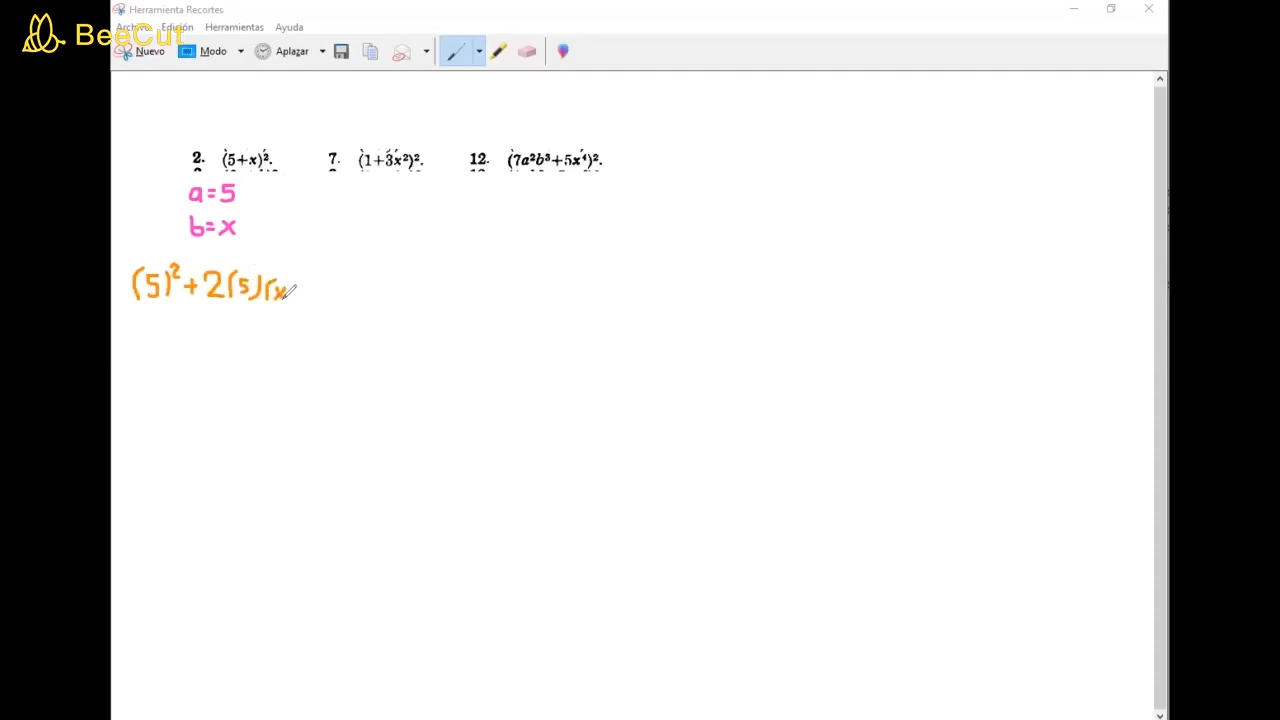 Herramienta Recortes
BeeCut
Archivo Edición Herramientas Ayuda
Nuevo Modo Aplazar
2. (5+x)². 7. (1+3x²)². 12. (7a²b³+5x⁴)².
a=5
b=x
(5)²+2(5)(x